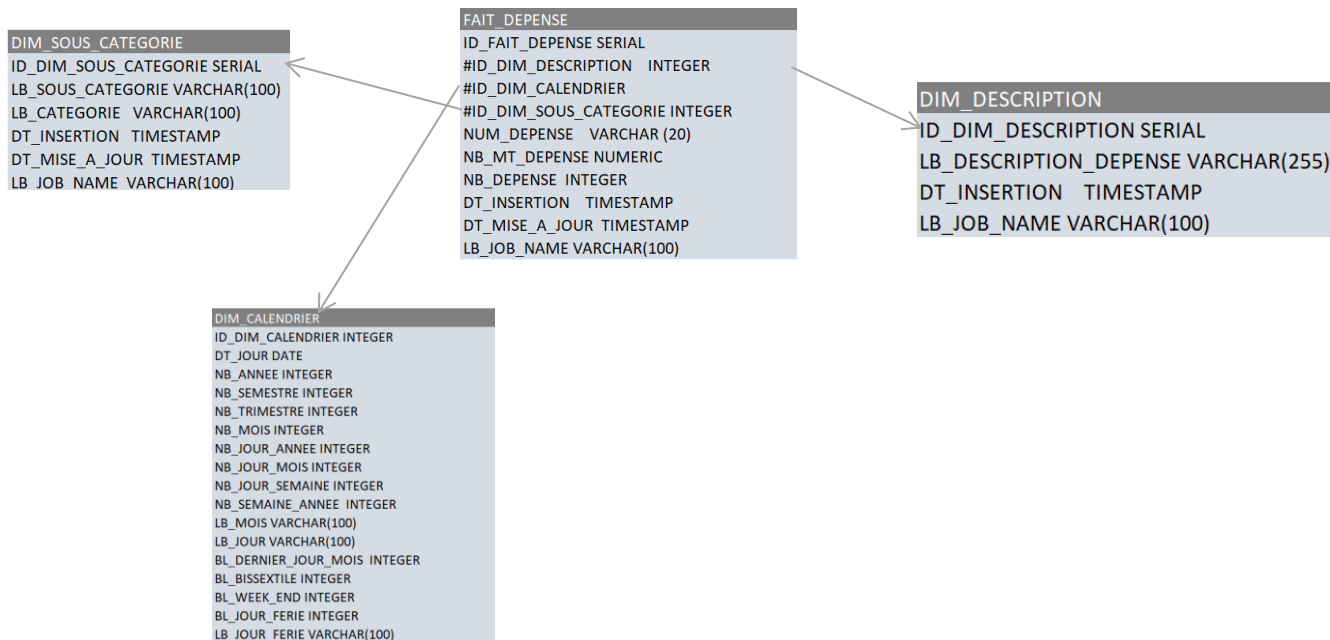 DIM_SOUS_CATEGORIE
ID_DIM_SOUS_CATEGORIE SERIAL
LB_SOUS_CATEGORIE VARCHAR(100)
LB_CATEGORIE VARCHAR(100)
DT_INSERTION TIMESTAMP
DT_MISE_A_JOUR TIMESTAMP
LB_JOB_NAME VARCHAR(100)
FAIT_DEPENSE
ID_FAIT_DEPENSE SERIAL
#ID_DIM_DESCRIPTION INTEGER
#ID_DIM_CALENDRIER
#ID_DIM_SOUS_CATEGORIE INTEGER
NUM_DEPENSE VARCHAR (20)
NB_MT_DEPENSE NUMERIC
NB_DEPENSE INTEGER
DT_INSERTION TIMESTAMP
DT_MISE_A_JOUR TIMESTAMP
LB_JOB_NAME VARCHAR(100)
DIM_DESCRIPTION
ID_DIM_DESCRIPTION SERIAL
LB_DESCRIPTION_DEPENSE VARCHAR(255)
DT_INSERTION TIMESTAMP
LB_JOB_NAME VARCHAR(100)
DIM_CALENDRIER
ID_DIM_CALENDRIER INTEGER
DT_JOUR DATE
NB_ANNEE INTEGER
NB_SEMESTRE INTEGER
NB_TRIMESTRE INTEGER
NB_MOIS INTEGER
NB_JOUR_ANNEE INTEGER
NB_JOUR_MOIS INTEGER
NB_JOUR_SEMAINE INTEGER
NB_SEMAINE_ANNEE INTEGER
LB_MOIS VARCHAR(100)
LB_JOUR VARCHAR(100)
BL_DERNIER_JOUR_MOIS INTEGER
BL_BISSEXTILE INTEGER
BL_WEEK_END INTEGER
BL_JOUR_FERIE INTEGER
LB_JOUR_FERIE VARCHAR(100)